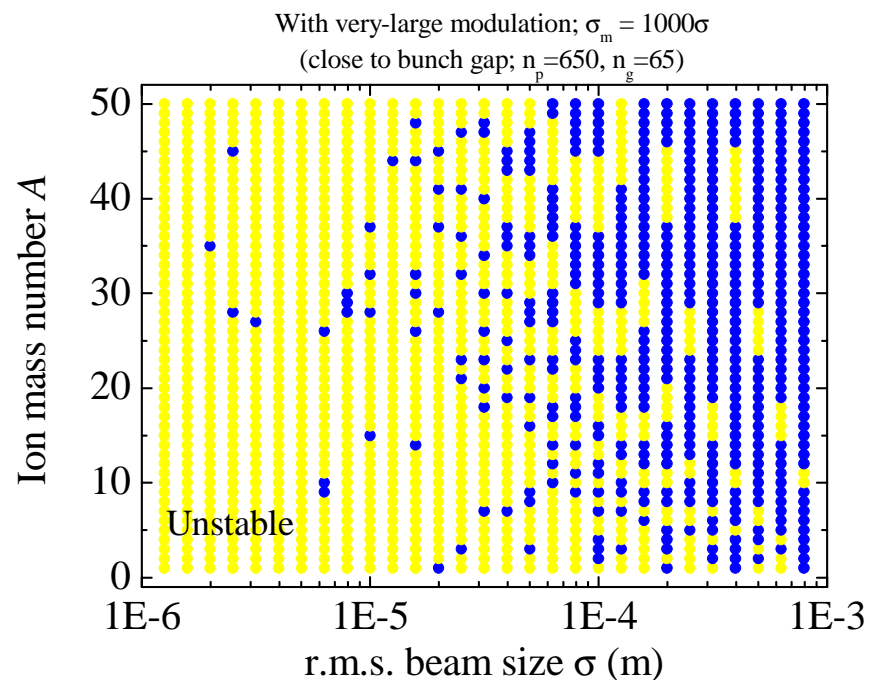 With very-large modulation; σm = 1000σ
(close to bunch gap; np=650, ng=65)
50
40
30
20
10
0
Ion mass number A
Unstable
1E-6 1E-5 1E-4 1E-3
r.m.s. beam size σ (m)